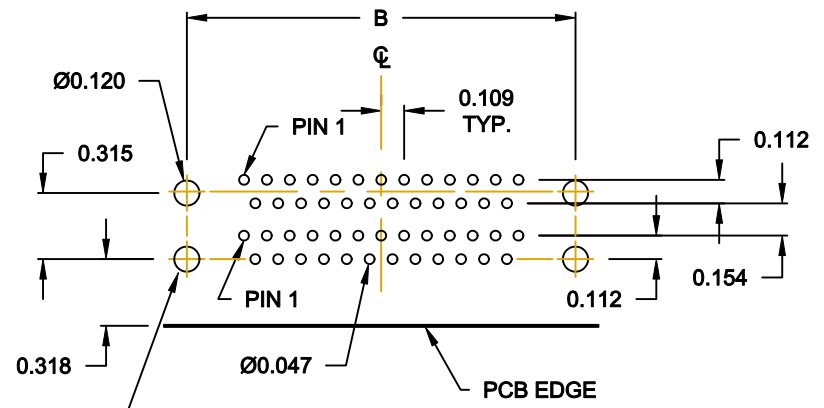 B
℄
Ø0.120
0.109
TYP.
PIN 1
0.112
0.315
0.154
PIN 1
0.112
0.318
Ø0.047
PCB EDGE